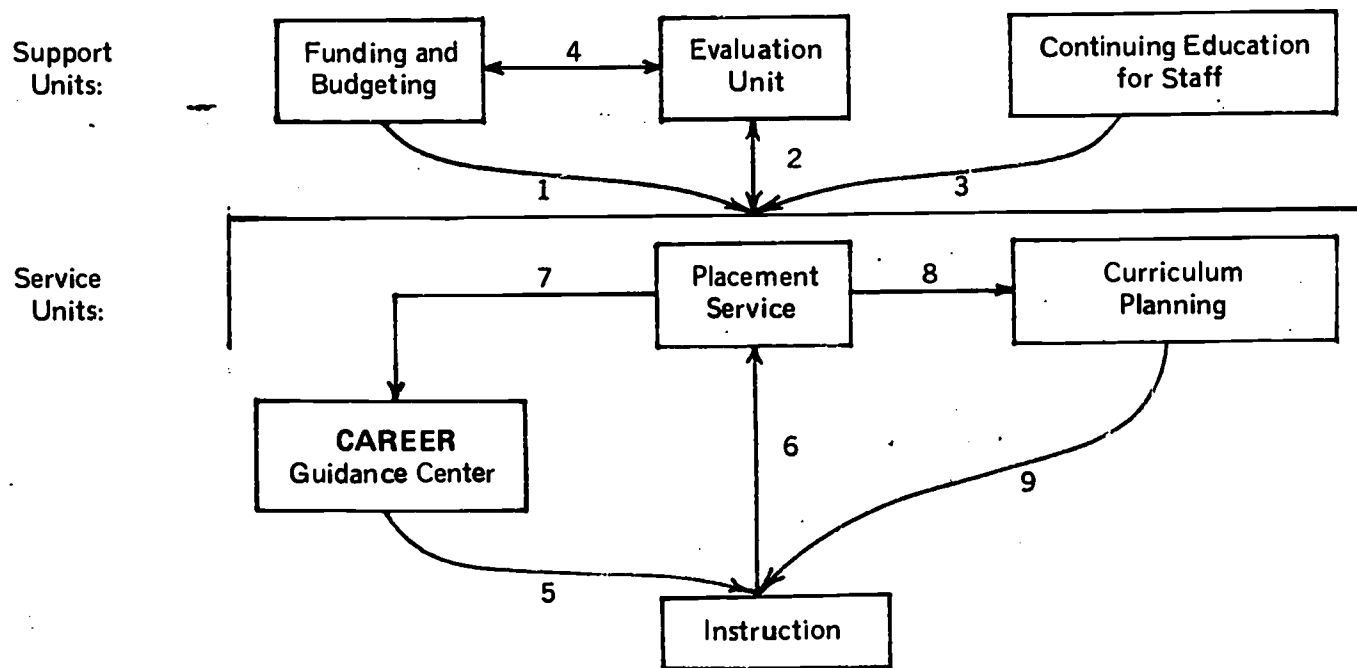 Support
Units:
Funding and
Budgeting
4
Evaluation
Unit
Continuing Education
for Staff
1
2
3
Service
Units:
7
Placement
Service
8
Curriculum
Planning
CAREER
Guidance Center
6
9
5
Instruction